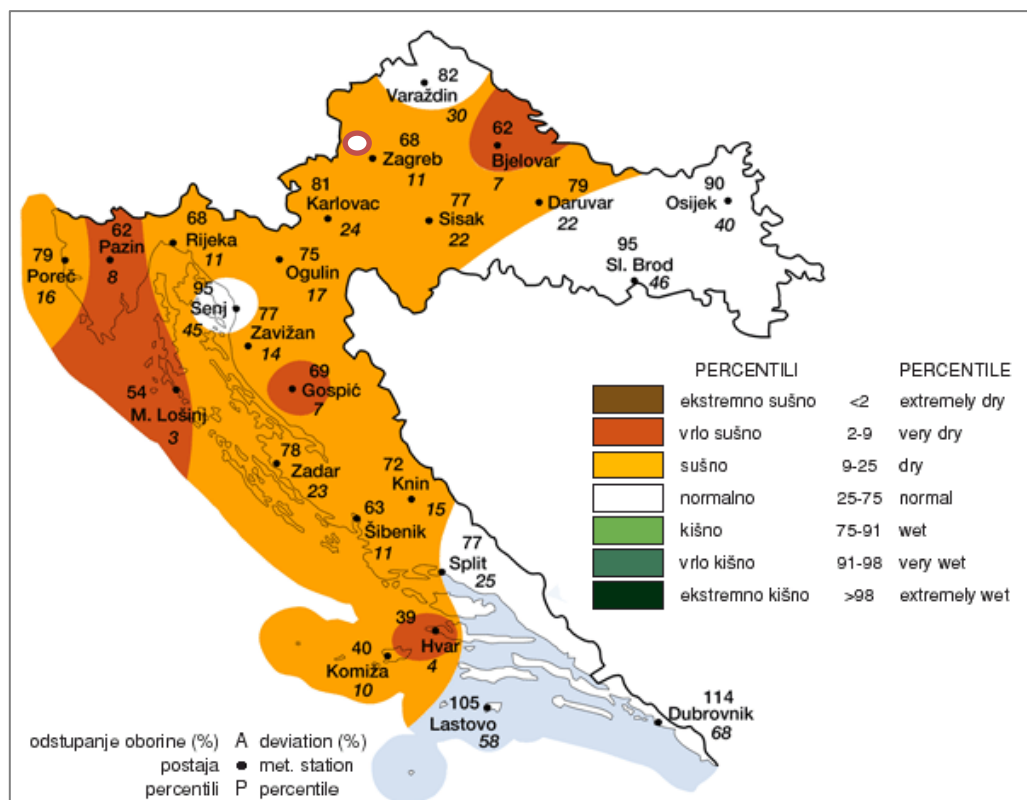 82
Varaždin
30
68
Zagreb
11
62
Bjelovar
7
81
Karlovac
24
77
Sisak
22
79
Daruvar
22
90
Osijek
40
95
Sl. Brod
46
79
Poreč
16
62
Pazin
8
68
Rijeka
11
75
Ogulin
17
95
Senj
45
77
Zavižan
14
54
M. Lošinj
3
69
Gospić
7
78
Zadar
23
72
Knin
15
63
Šibenik
11
77
Split
25
39
Hvar
4
40
Komiža
10
105
Lastovo
58
114
Dubrovnik
68
PERCENTILI PERCENTILE
ekstremno sušno <2 extremely dry
vrlo sušno 2-9 very dry
sušno 9-25 dry
normalno 25-75 normal
kišno 75-91 wet
vrlo kišno 91-98 very wet
ekstremno kišno >98 extremely wet
odstupanje oborine (%) A deviation (%)
postaja met. station
percentili P percentile